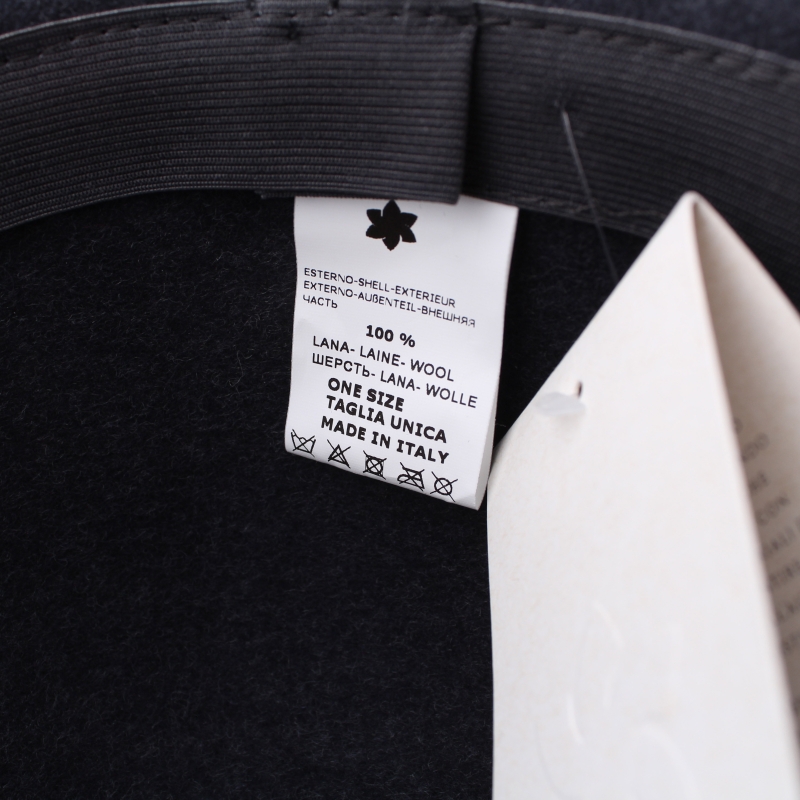 ESTERNO-SHELL-EXTERIEUR
EXTERNO-AUßENTEIL-ВНЕШНЯЯ
ЧАСТЬ
100 %
LANA- LAINE- WOOL
ШЕРСТЬ- LANA- WOLLE
ONE SIZE
TAGLIA UNICA
MADE IN ITALY